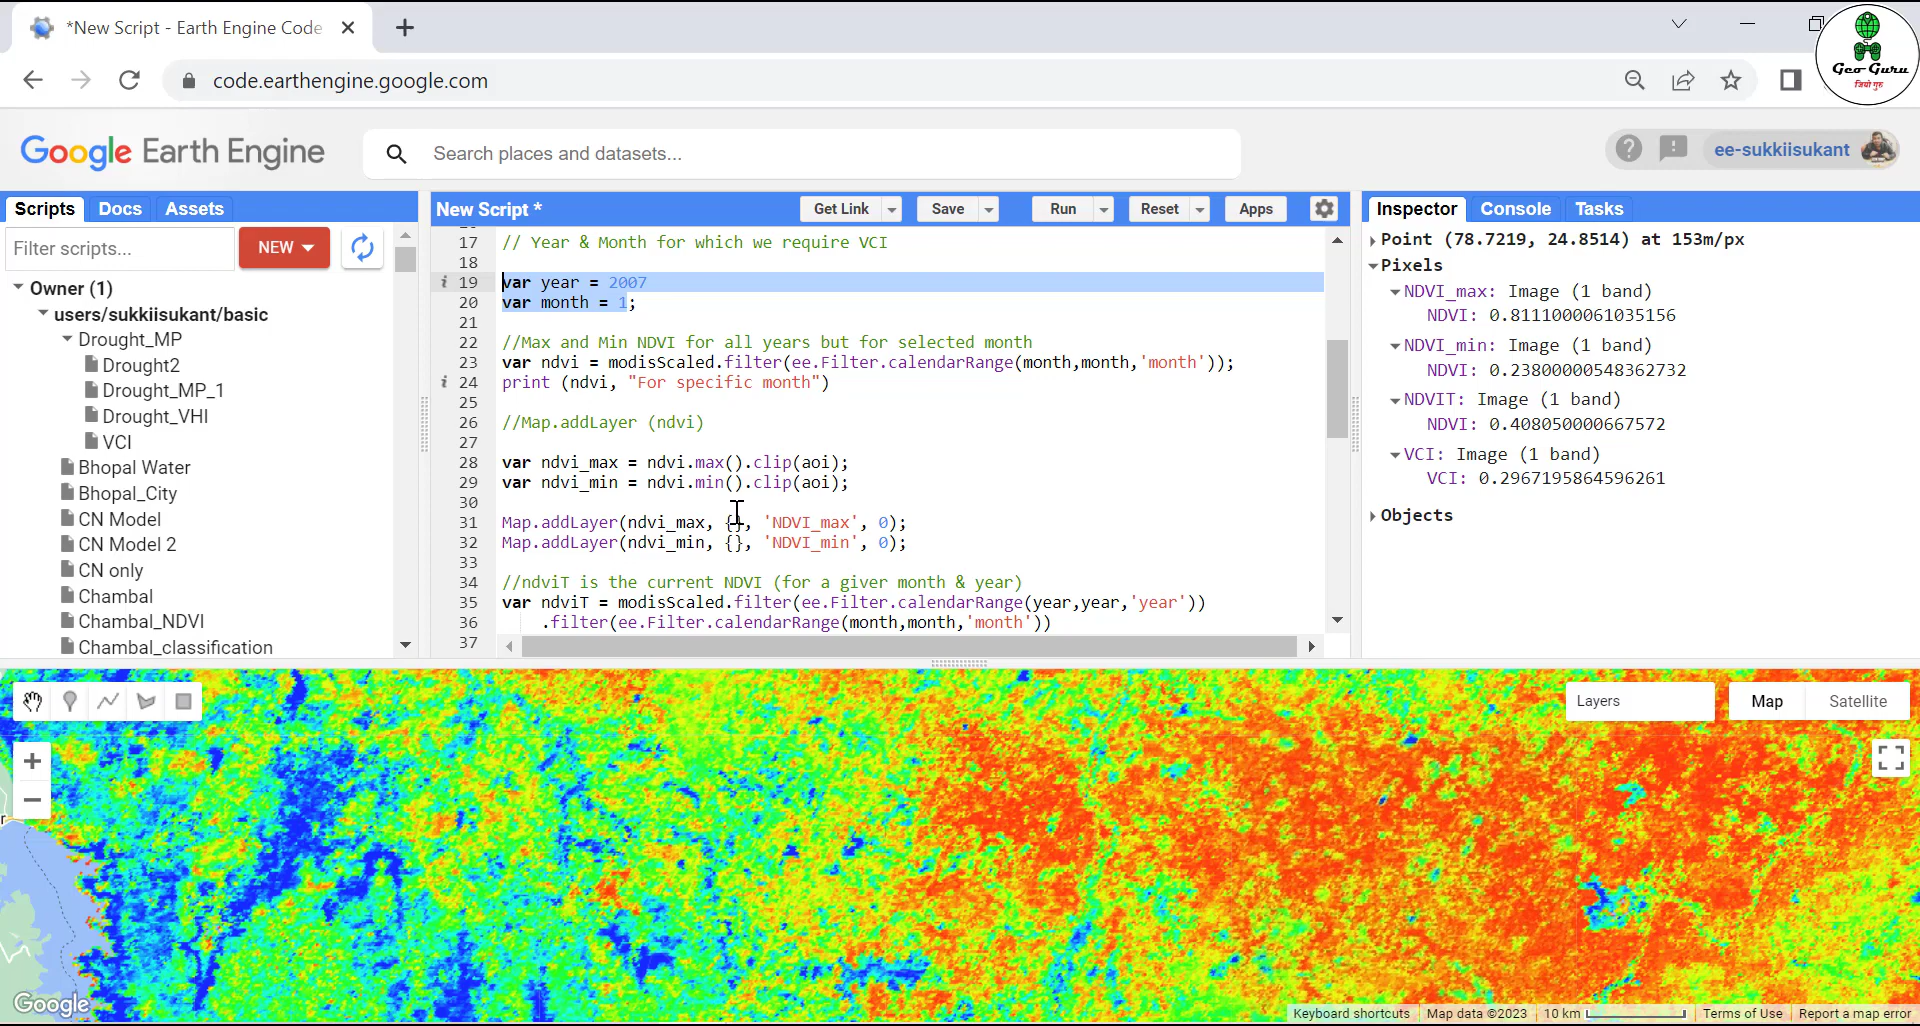 *New Script - Earth Engine Code
code.earthengine.google.com
Geo Guru
जियो गुरु
Google Earth Engine
Search places and datasets...
ee-sukkiisukant
Scripts Docs Assets
Filter scripts...
NEW
Owner (1)
users/sukkiisukant/basic
Drought_MP
Drought2
Drought_MP_1
Drought_VHI
VCI
Bhopal Water
Bhopal_City
CN Model
CN Model 2
CN only
Chambal
Chambal_NDVI
Chambal_classification
New Script *
Get Link
Save
Run
Reset
Apps
17 // Year & Month for which we require VCI
18
i 19 var year = 2007
20 var month = 1;
21
22 //Max and Min NDVI for all years but for selected month
23 var ndvi = modisScaled.filter(ee.Filter.calendarRange(month,month,'month'));
i 24 print (ndvi, "For specific month")
25
26 //Map.addLayer (ndvi)
27
28 var ndvi_max = ndvi.max().clip(aoi);
29 var ndvi_min = ndvi.min().clip(aoi);
30
31 Map.addLayer(ndvi_max, {}, 'NDVI_max', 0);
32 Map.addLayer(ndvi_min, {}, 'NDVI_min', 0);
33
34 //ndviT is the current NDVI (for a giver month & year)
35 var ndviT = modisScaled.filter(ee.Filter.calendarRange(year,year,'year'))
36 .filter(ee.Filter.calendarRange(month,month,'month'))
37
Inspector Console Tasks
Point (78.7219, 24.8514) at 153m/px
Pixels
NDVI_max: Image (1 band)
NDVI: 0.8111000061035156
NDVI_min: Image (1 band)
NDVI: 0.23800000548362732
NDVIT: Image (1 band)
NDVI: 0.408050000667572
VCI: Image (1 band)
VCI: 0.2967195864596261
Objects
Layers
Map Satellite
Google
Keyboard shortcuts Map data ©2023 10 km Terms of Use Report a map error